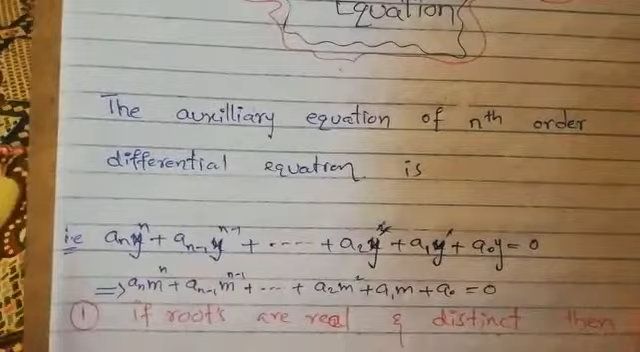 Equation
The auxilliary equation of nth order
differential equation is
ie aₙyⁿ + aₙ₋₁yⁿ⁻¹ + ---- + a₂y'' + a₁y' + a₀y = 0
⇒ aₙmⁿ + aₙ₋₁mⁿ⁻¹ + --- + a₂m² + a₁m + a₀ = 0
① if root's are real & distinct then